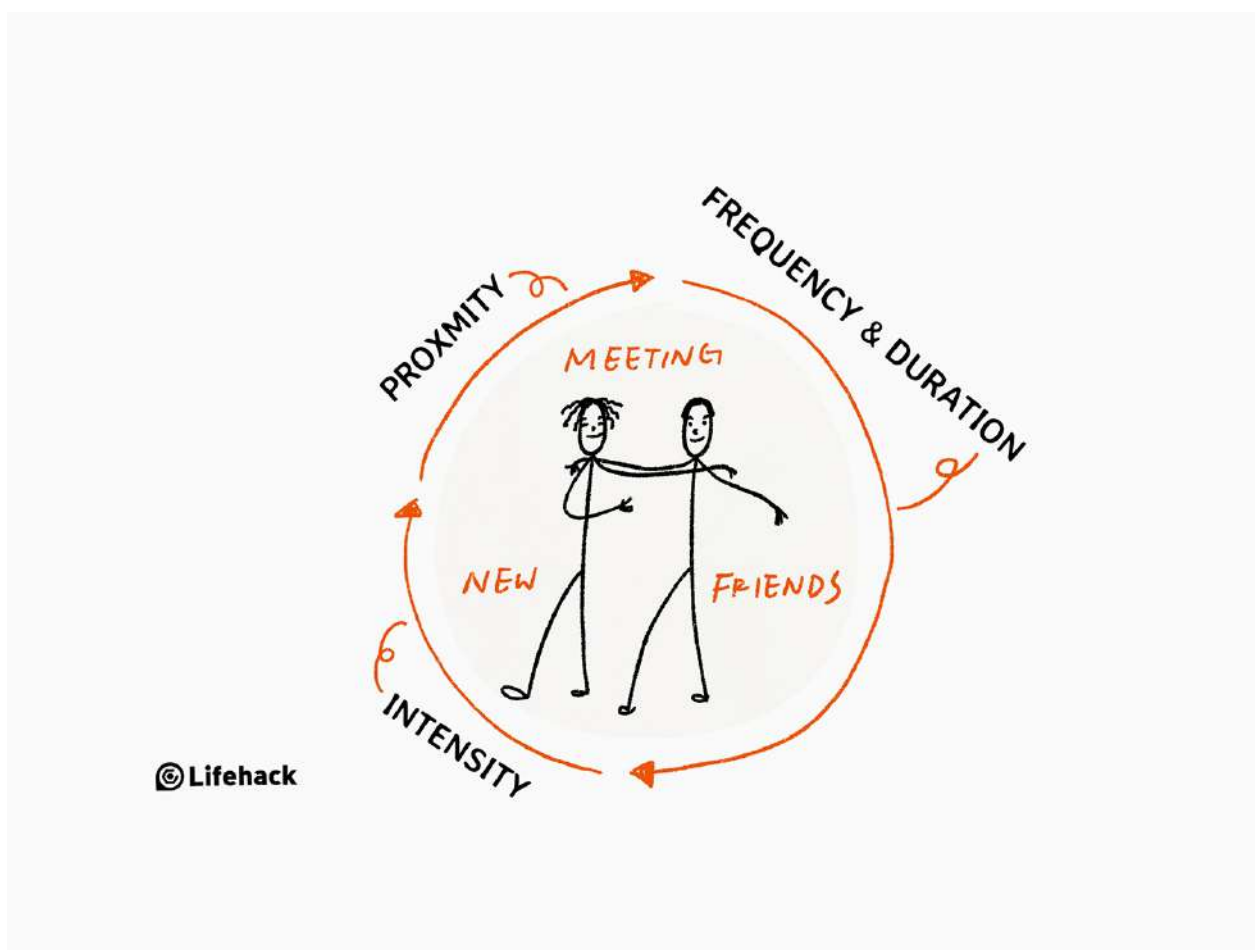 PROXMITY
FREQUENCY & DURATION
MEETING
NEW
FRIENDS
INTENSITY
Lifehack